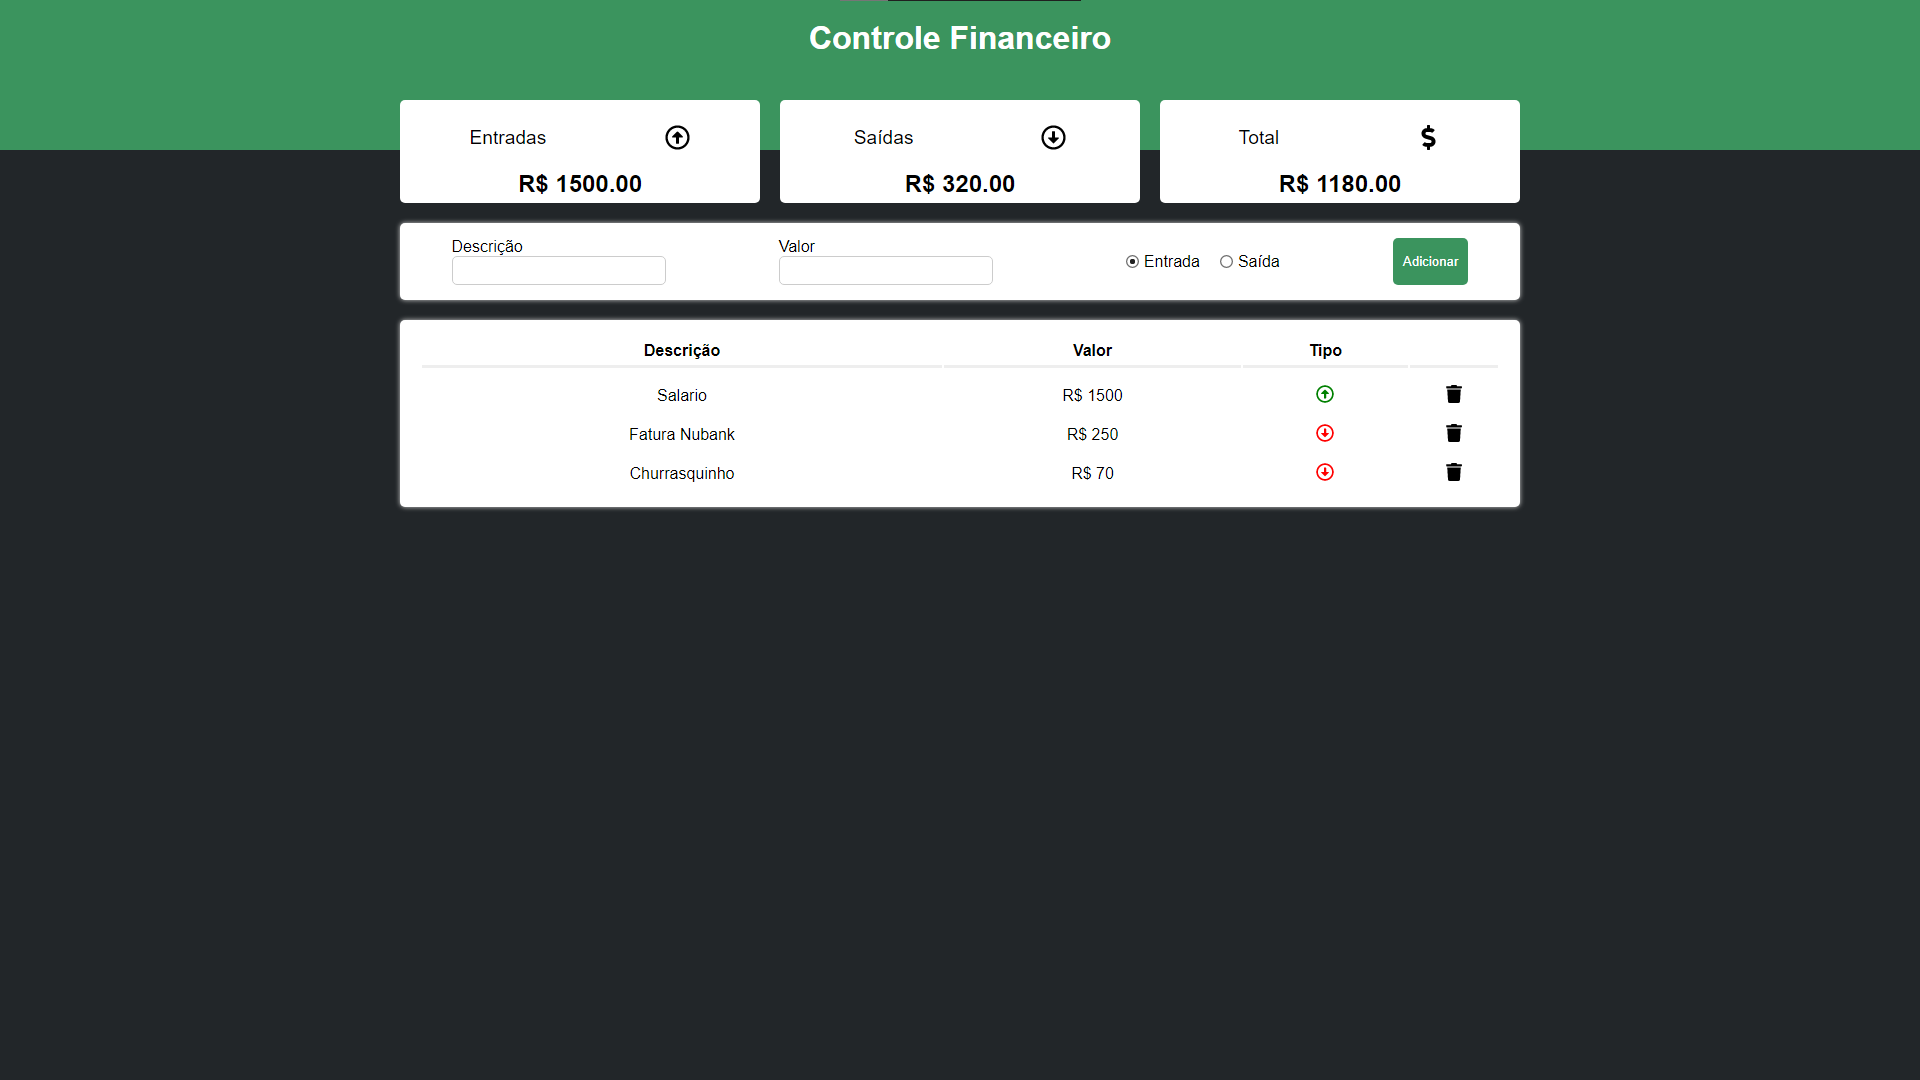 Controle Financeiro
Entradas
R$ 1500.00
Saídas
R$ 320.00
Total
$
R$ 1180.00
Descrição
Valor
Entrada
Saída
Adicionar
Descrição Valor Tipo
Salario R$ 1500
Fatura Nubank R$ 250
Churrasquinho R$ 70